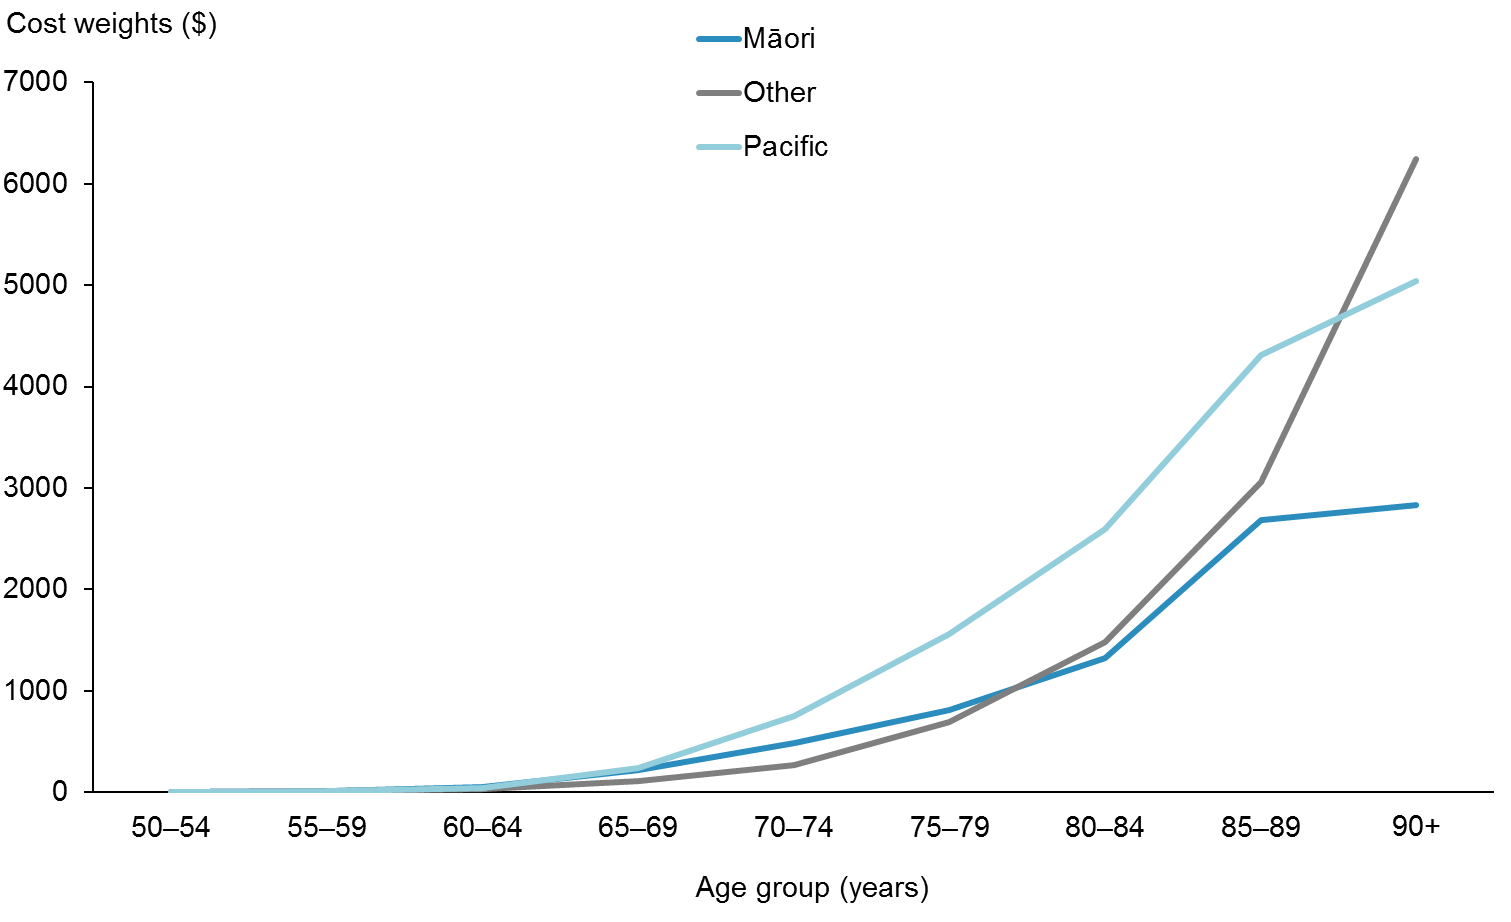 Cost weights ($)
Māori
Other
Pacific
7000
6000
5000
4000
3000
2000
1000
0
50–54 55–59 60–64 65–69 70–74 75–79 80–84 85–89 90+
Age group (years)